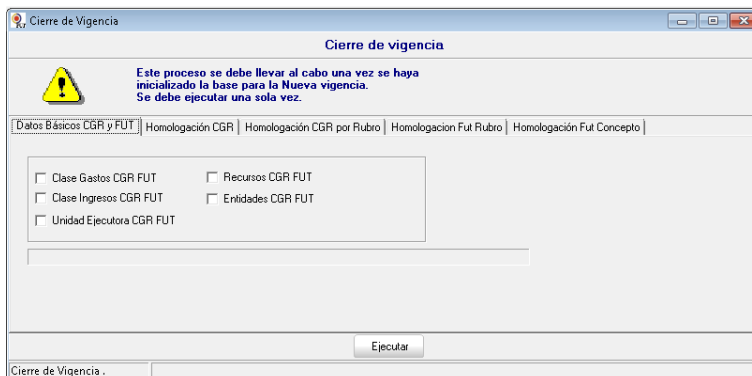 Cierre de Vigencia
Cierre de vigencia
Este proceso se debe llevar al cabo una vez se haya
inicializado la base para la Nueva vigencia.
Se debe ejecutar una sola vez.
Datos Básicos CGR y FUT | Homologación CGR | Homologación CGR por Rubro | Homologacion Fut Rubro | Homologación Fut Concepto
Clase Gastos CGR FUT Recursos CGR FUT
Clase Ingresos CGR FUT Entidades CGR FUT
Unidad Ejecutora CGR FUT
Ejecutar
Cierre de Vigencia .